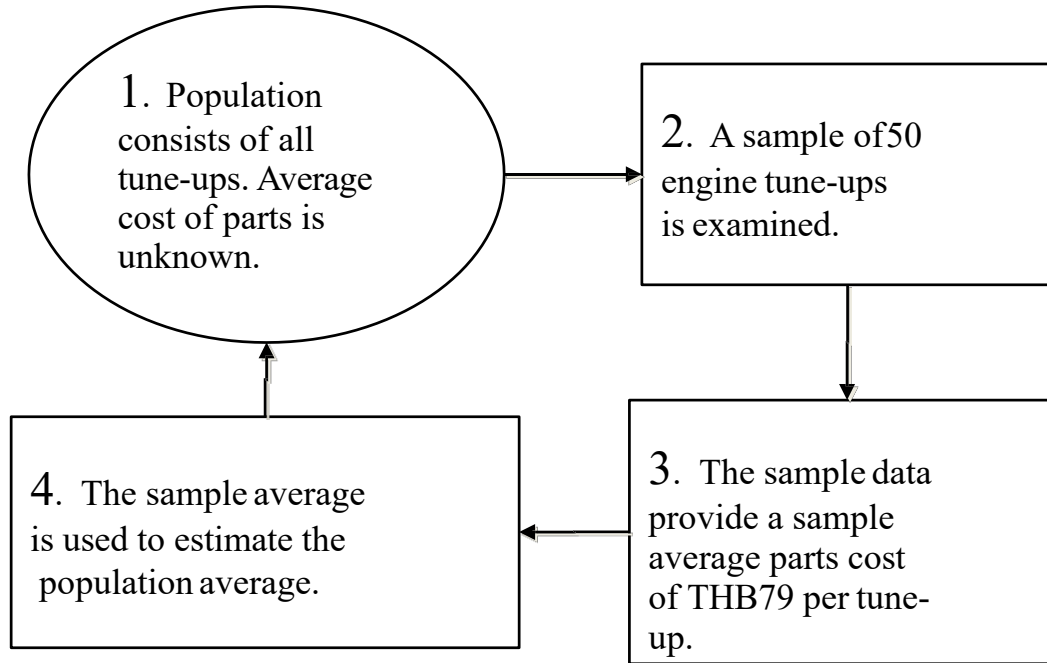 1. Population
consists of all
tune-ups. Average
cost of parts is
unknown.
2. A sample of 50
engine tune-ups
is examined.
3. The sample data
provide a sample
average parts cost
of THB79 per tune-
up.
4. The sample average
is used to estimate the
population average.